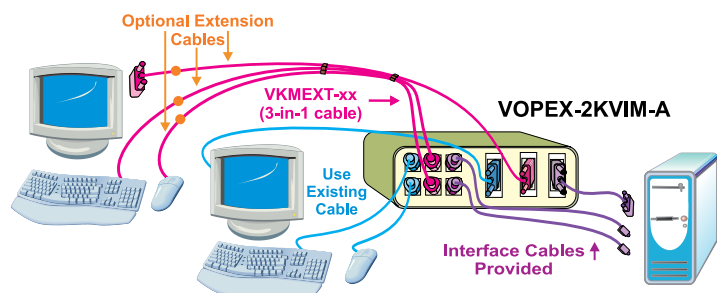 Optional Extension
Cables
VKMEXT-xx
(3-in-1 cable)
VOPEX-2KVIM-A
Use
Existing
Cable
Interface Cables
Provided